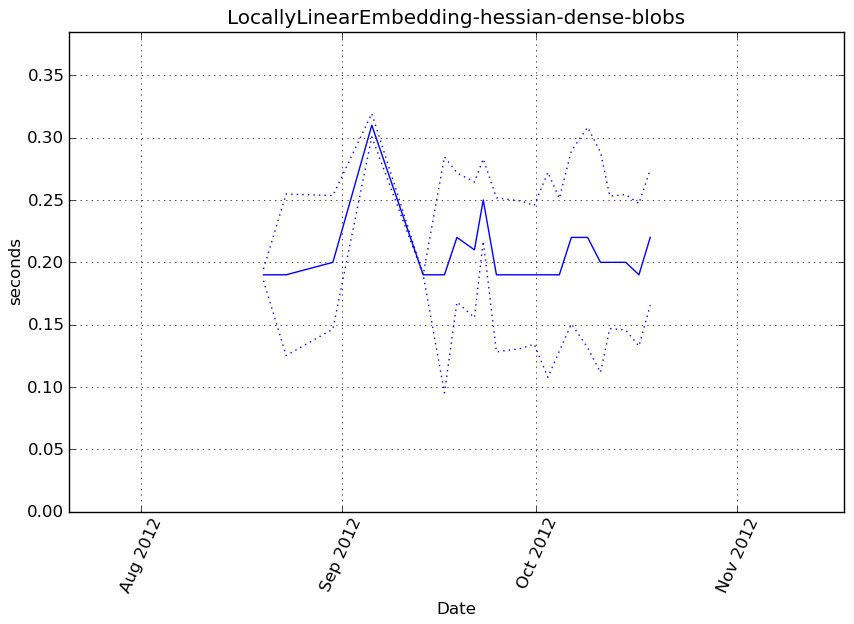 LocallyLinearEmbedding-hessian-dense-blobs
0.35
0.30
0.25
0.20
0.15
0.10
0.05
0.00
seconds
Aug 2012
Sep 2012
Oct 2012
Nov 2012
Date